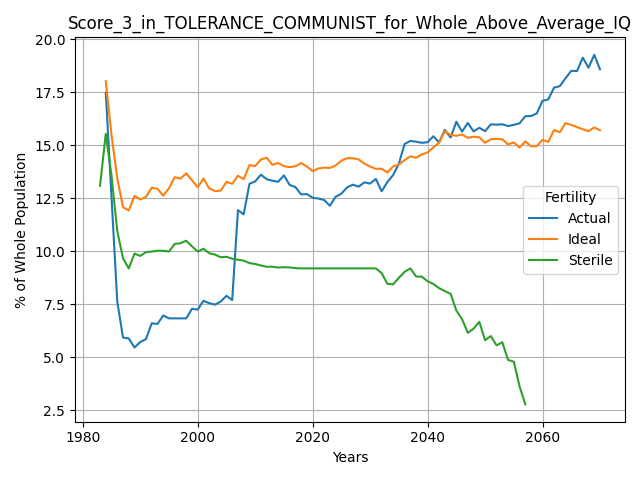 Score_3_in_TOLERANCE_COMMUNIST_for_Whole_Above_Average_IQ
% of Whole Population
20.0
17.5
15.0
12.5
10.0
7.5
5.0
2.5
Fertility
Actual
Ideal
Sterile
1980 2000 2020 2040 2060
Years